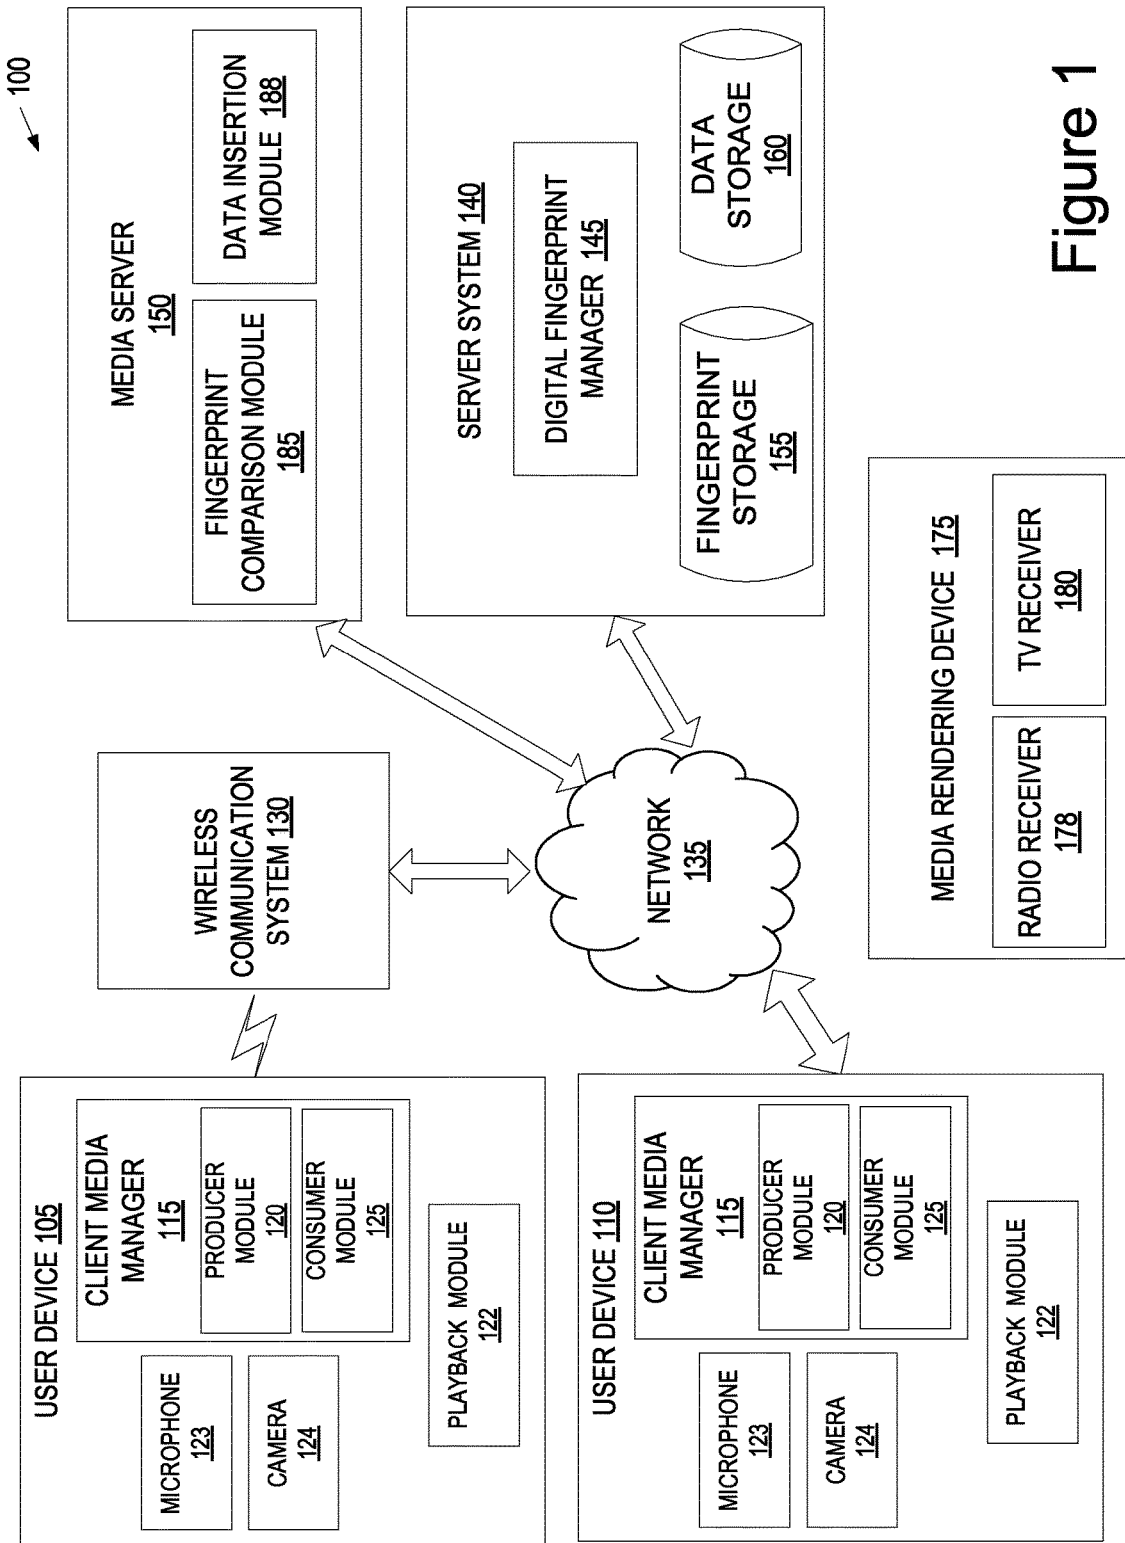 100
USER DEVICE 105
CLIENT MEDIA
MANAGER
115
PRODUCER
MODULE
120
CONSUMER
MODULE
125
MICROPHONE
123
CAMERA
124
PLAYBACK MODULE
122
WIRELESS
COMMUNICATION
SYSTEM 130
MEDIA SERVER
150
FINGERPRINT
COMPARISON MODULE
185
DATA INSERTION
MODULE 188
USER DEVICE 110
CLIENT MEDIA
MANAGER
115
PRODUCER
MODULE
120
CONSUMER
MODULE
125
MICROPHONE
123
CAMERA
124
PLAYBACK MODULE
122
NETWORK
135
SERVER SYSTEM 140
DIGITAL FINGERPRINT
MANAGER 145
FINGERPRINT
STORAGE
155
DATA
STORAGE
160
MEDIA RENDERING DEVICE 175
RADIO RECEIVER
178
TV RECEIVER
180
Figure 1